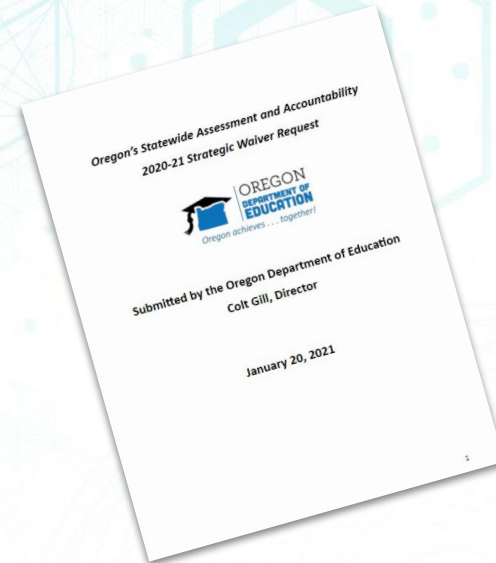 Oregon's Statewide Assessment and Accountability
2020-21 Strategic Waiver Request
OREGON
DEPARTMENT OF
EDUCATION
Oregon achieves . . . together!
Submitted by the Oregon Department of Education
Colt Gill, Director
January 20, 2021
1